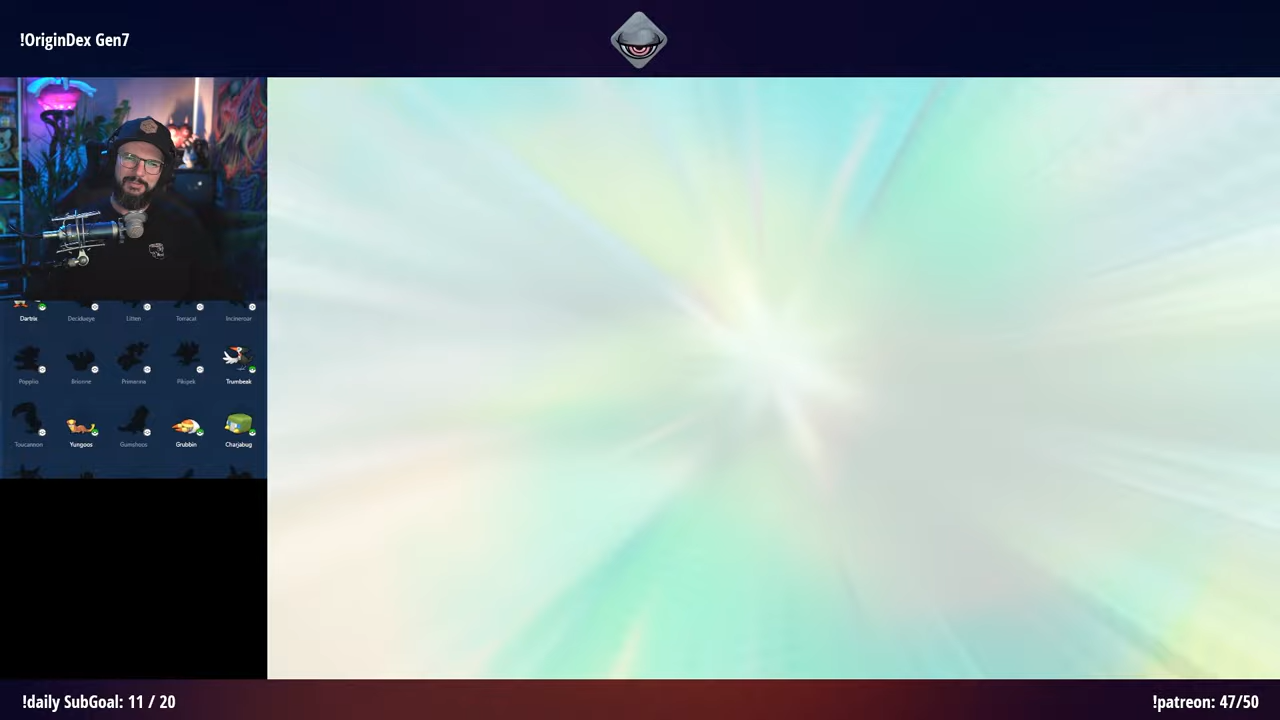 !OriginDex Gen7
Dartrix Decidueye Litten Torracat Incineroar
Popplio Brionne Primarina Pikipek Trumbeak
Toucannon Yungoos Gumshoos Grubbin Charjabug
!daily SubGoal: 11 / 20
!patreon: 47/50